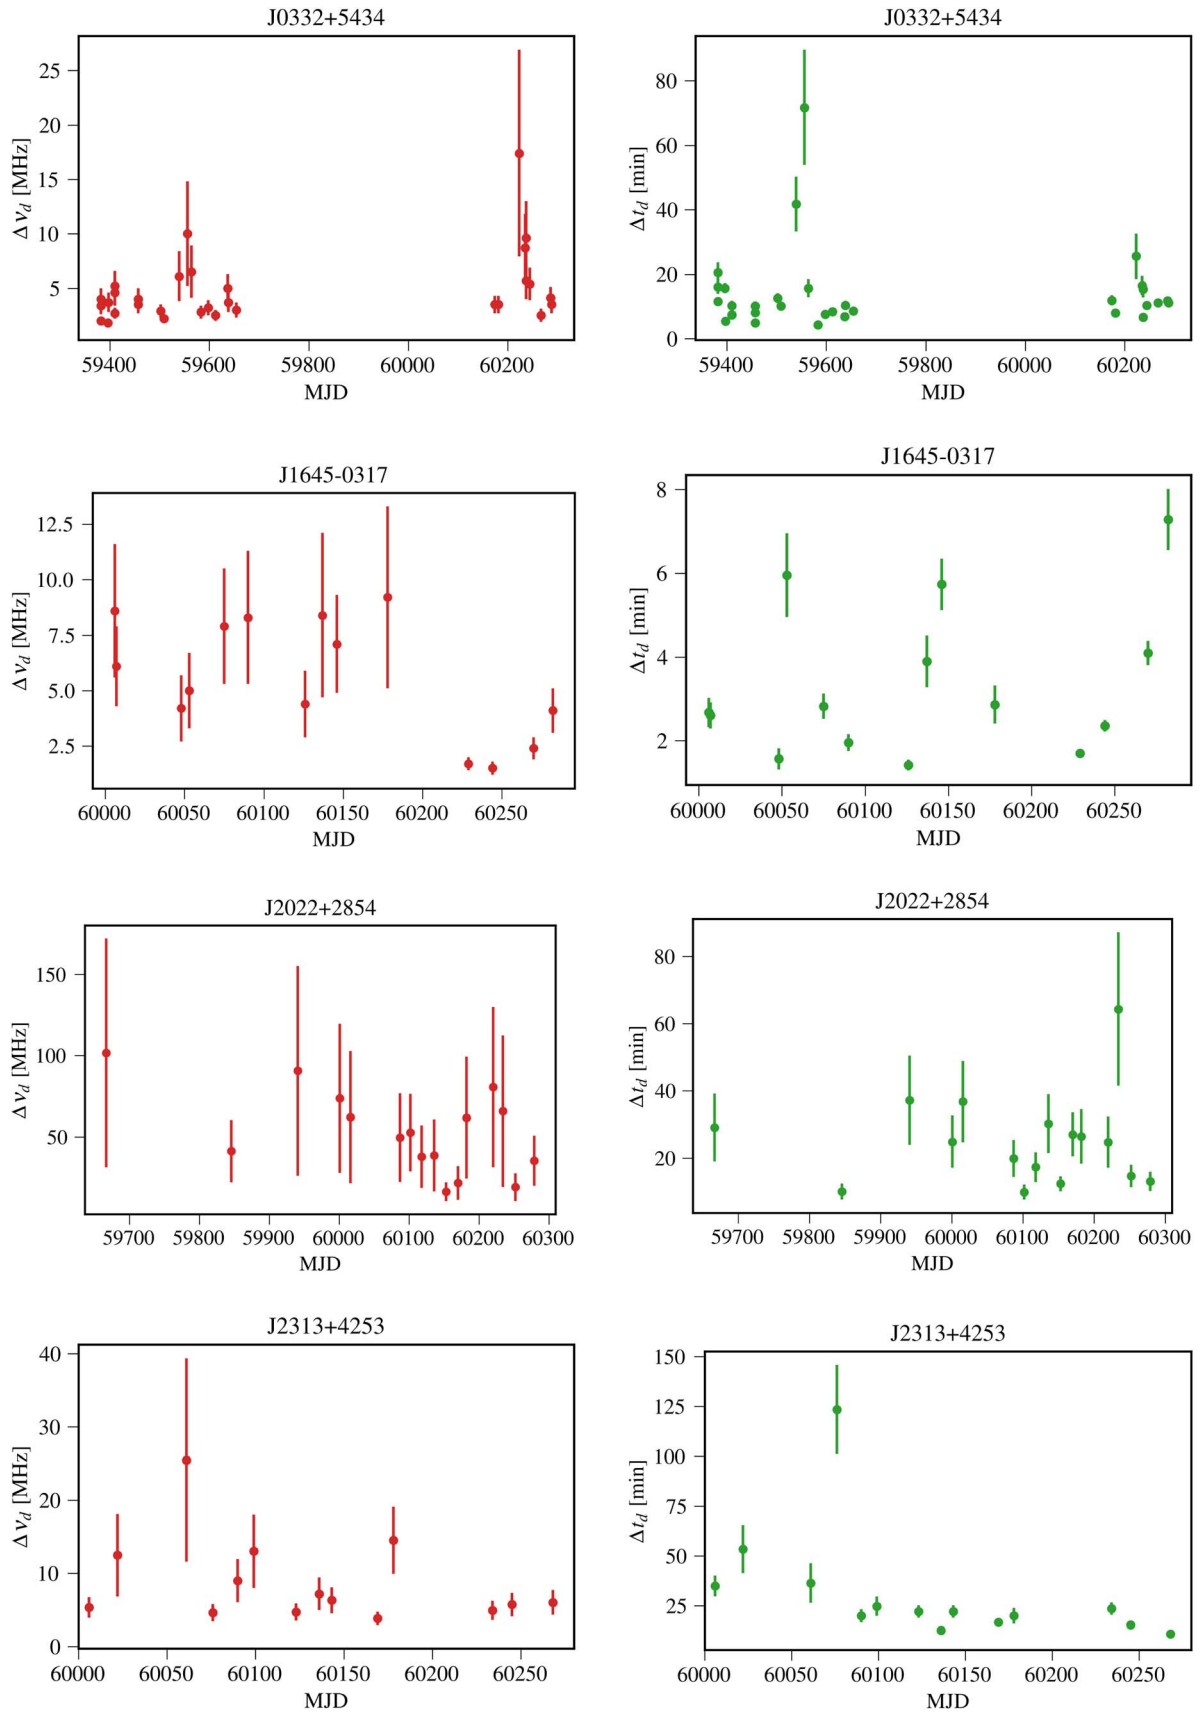 J0332+5434
Δν_d [MHz]
25
20
15
10
5
59400 59600 59800 60000 60200
MJD
J0332+5434
Δt_d [min]
80
60
40
20
0
59400 59600 59800 60000 60200
MJD
J1645-0317
Δν_d [MHz]
12.5
10.0
7.5
5.0
2.5
60000 60050 60100 60150 60200 60250
MJD
J1645-0317
Δt_d [min]
8
6
4
2
60000 60050 60100 60150 60200 60250
MJD
J2022+2854
Δν_d [MHz]
150
100
50
59700 59800 59900 60000 60100 60200 60300
MJD
J2022+2854
Δt_d [min]
80
60
40
20
59700 59800 59900 60000 60100 60200 60300
MJD
J2313+4253
Δν_d [MHz]
40
30
20
10
0
60000 60050 60100 60150 60200 60250
MJD
J2313+4253
Δt_d [min]
150
125
100
75
50
25
60000 60050 60100 60150 60200 60250
MJD